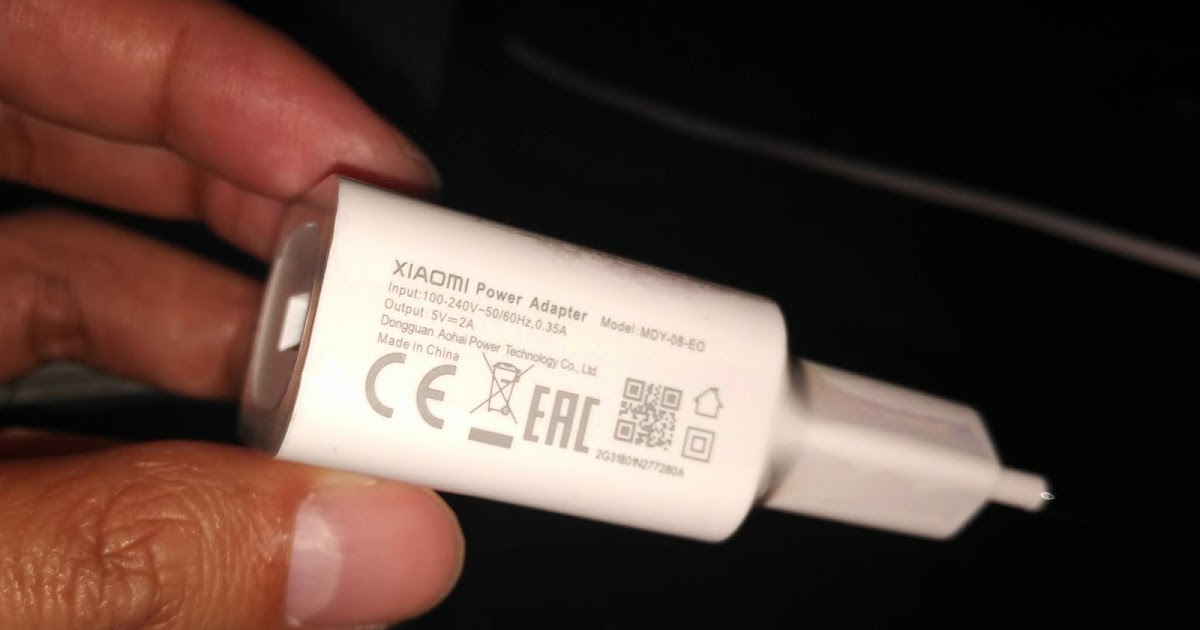 XIAOMI Power Adapter Model:MDY-08-EO
Input:100-240V~50/60Hz,0.35A
Output: 5V⎓2A
Dongguan Aohai Power Technology Co., Ltd.
Made in China
CE
EAC
2G31801N277280A